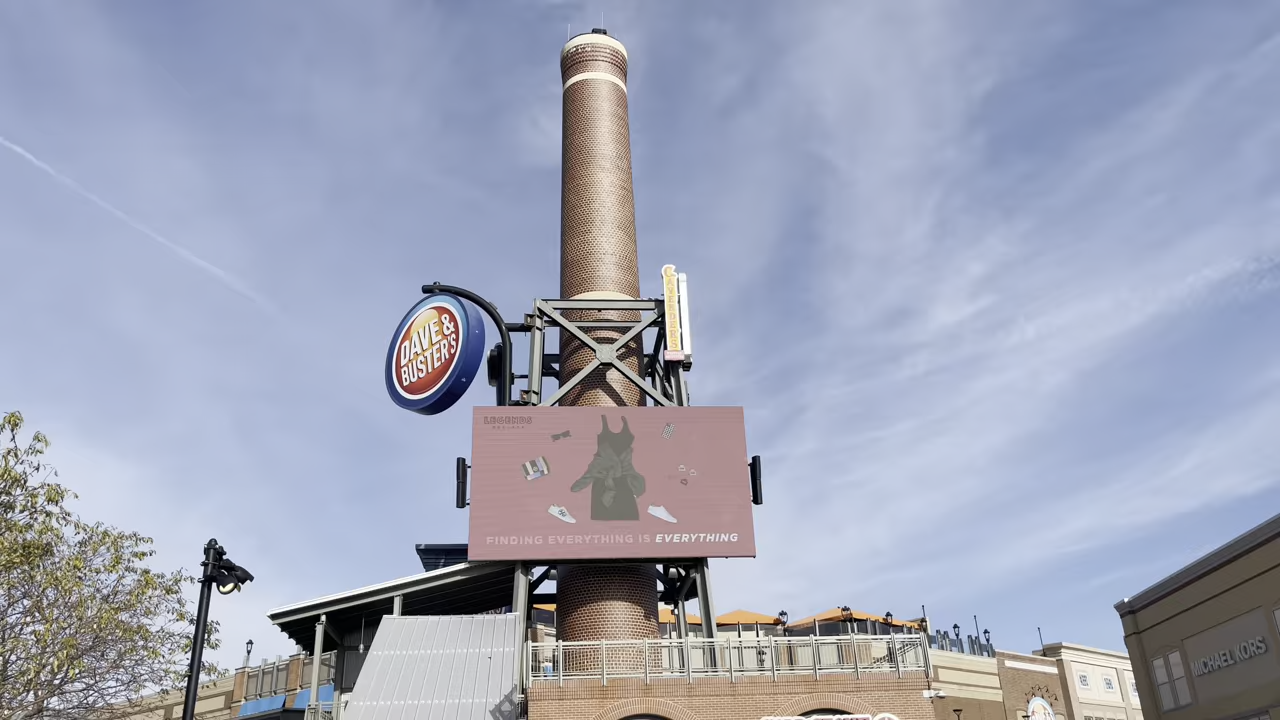 DAVE &
BUSTER'S
LEGENDS
FINDING EVERYTHING IS EVERYTHING
MICHAEL KORS